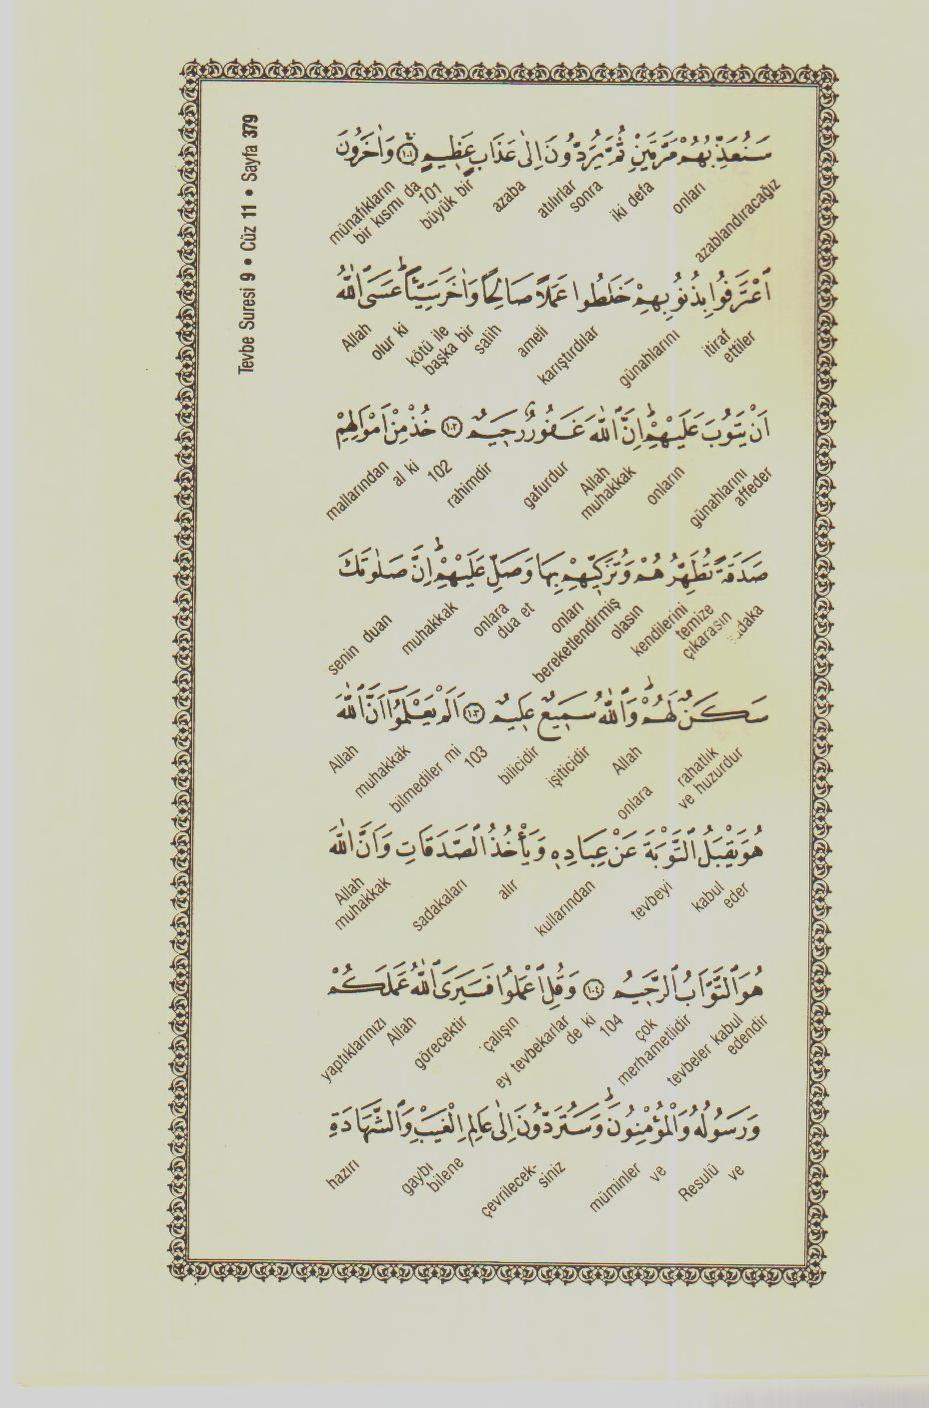 Tevbe Suresi 9 • Cüz 11 • Sayfa 379
سَنُعَذِّبُهُمْ مَرَّتَيْنِ ثُمَّ يُرَدُّونَ اِلٰى عَذَابٍ عَظٖيمٍ ﴿١٠١﴾ وَاٰخَرُونَ
azablandıracağız onları iki defa sonra atılırlar azaba büyük bir 101 münafıkların bir kısmı da
اعْتَرَفُوا بِذُنُوبِهِمْ خَلَطُوا عَمَلًا صَالِحًا وَاٰخَرَ سَيِّئًا عَسَى اللّٰهُ
itiraf ettiler günahlarını karıştırdılar ameli salih başka bir kötü ile olur ki Allah
اَنْ يَتُوبَ عَلَيْهِمْ اِنَّ اللّٰهَ غَفُورٌ رَحٖيمٌ ﴿١٠٢﴾ خُذْ مِنْ اَمْوَالِهِمْ
günahlarını affeder onların Allah muhakkak gafurdur rahimdir 102 al ki mallarından
صَدَقَةً تُطَهِّرُهُمْ وَتُزَكّٖيهِمْ بِهَا وَصَلِّ عَلَيْهِمْ اِنَّ صَلٰوتَكَ
temize çıkarasın kendilerini olasın bereketlendirmiş onları dua et onlara muhakkak senin duan
سَكَنٌ لَهُمْ وَاللّٰهُ سَمٖيعٌ عَلٖيمٌ ﴿١٠٣﴾ اَلَمْ يَعْلَمُوا اَنَّ اللّٰهَ
rahatlık ve huzurdur onlara Allah işiticidir bilicidir 103 bilmediler mi muhakkak Allah
هُوَ يَقْبَلُ التَّوْبَةَ عَنْ عِبَادِهٖ وَيَأْخُذُ الصَّدَقَاتِ وَاَنَّ اللّٰهَ
kabul eder tevbeyi kullarından alır sadakaları Allah muhakkak
هُوَ التَّوَّابُ الرَّحٖيمُ ﴿١٠٤﴾ وَقُلِ اعْمَلُوا فَسَيَرَى اللّٰهُ عَمَلَكُمْ
tevbeler kabul edendir çok merhametlidir 104 de ki ey tevbekarlar çalışın görecektir Allah yaptıklarınızı
وَرَسُولُهُ وَالْمُؤْمِنُونَ وَسَتُرَدُّونَ اِلٰى عَالِمِ الْغَيْبِ وَالشَّهَادَةِ
ve Resulü ve müminler çevrilecek- siniz gaybı bilene hazırı